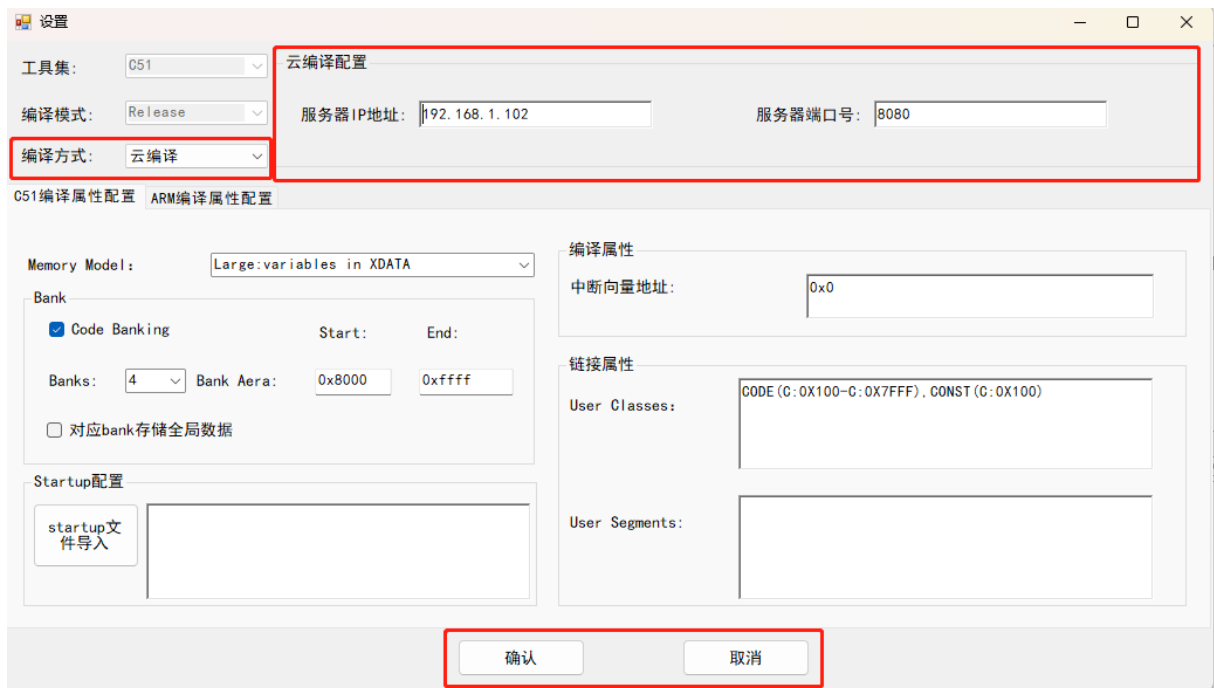 设置
工具集: C51
云编译配置
编译模式: Release
服务器IP地址: 192.168.1.102 服务器端口号: 8080
编译方式: 云编译
C51编译属性配置 ARM编译属性配置
Memory Model: Large:variables in XDATA
Bank
Code Banking Start: End:
Banks: 4 Bank Aera: 0x8000 0xffff
对应bank存储全局数据
Startup配置
startup文
件导入
编译属性
中断向量地址: 0x0
链接属性
User Classes: CODE(C:0X100-C:0X7FFF),CONST(C:0X100)
User Segments:
确认 取消